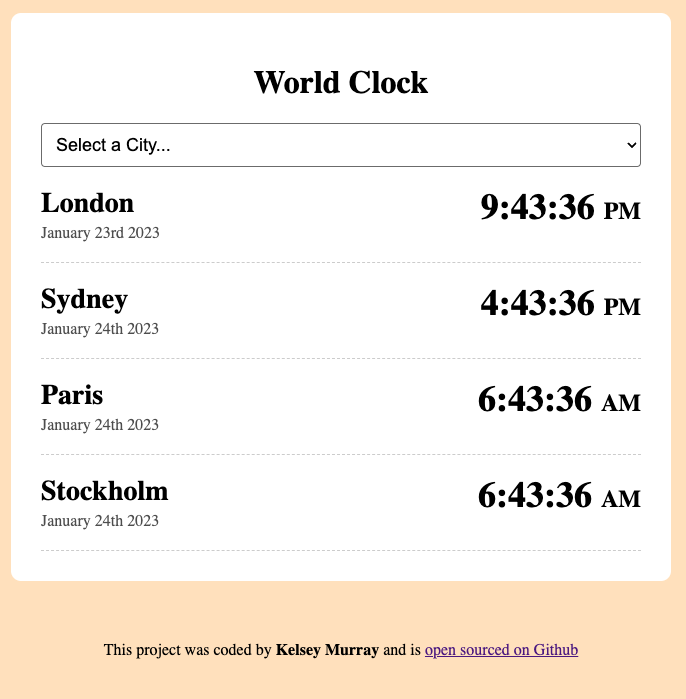 World Clock
Select a City...
London
9:43:36 PM
January 23rd 2023
Sydney
4:43:36 PM
January 24th 2023
Paris
6:43:36 AM
January 24th 2023
Stockholm
6:43:36 AM
January 24th 2023
This project was coded by Kelsey Murray and is open sourced on Github